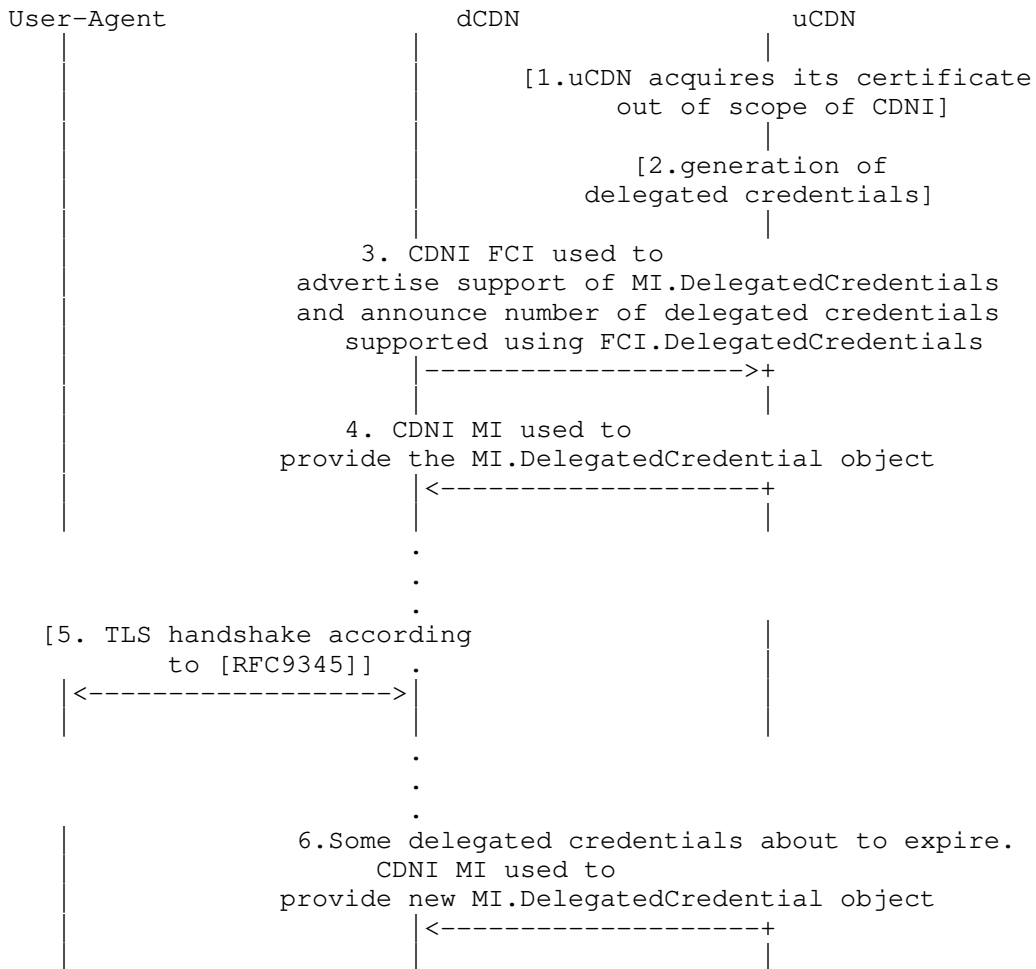 User-Agent dCDN uCDN
[1.uCDN acquires its certificate
out of scope of CDNI]
[2.generation of
delegated credentials]
3. CDNI FCI used to
advertise support of MI.DelegatedCredentials
and announce number of delegated credentials
supported using FCI.DelegatedCredentials
4. CDNI MI used to
provide the MI.DelegatedCredential object
.
.
.
[5. TLS handshake according
to [RFC9345]] .
.
.
.
6.Some delegated credentials about to expire.
CDNI MI used to
provide new MI.DelegatedCredential object